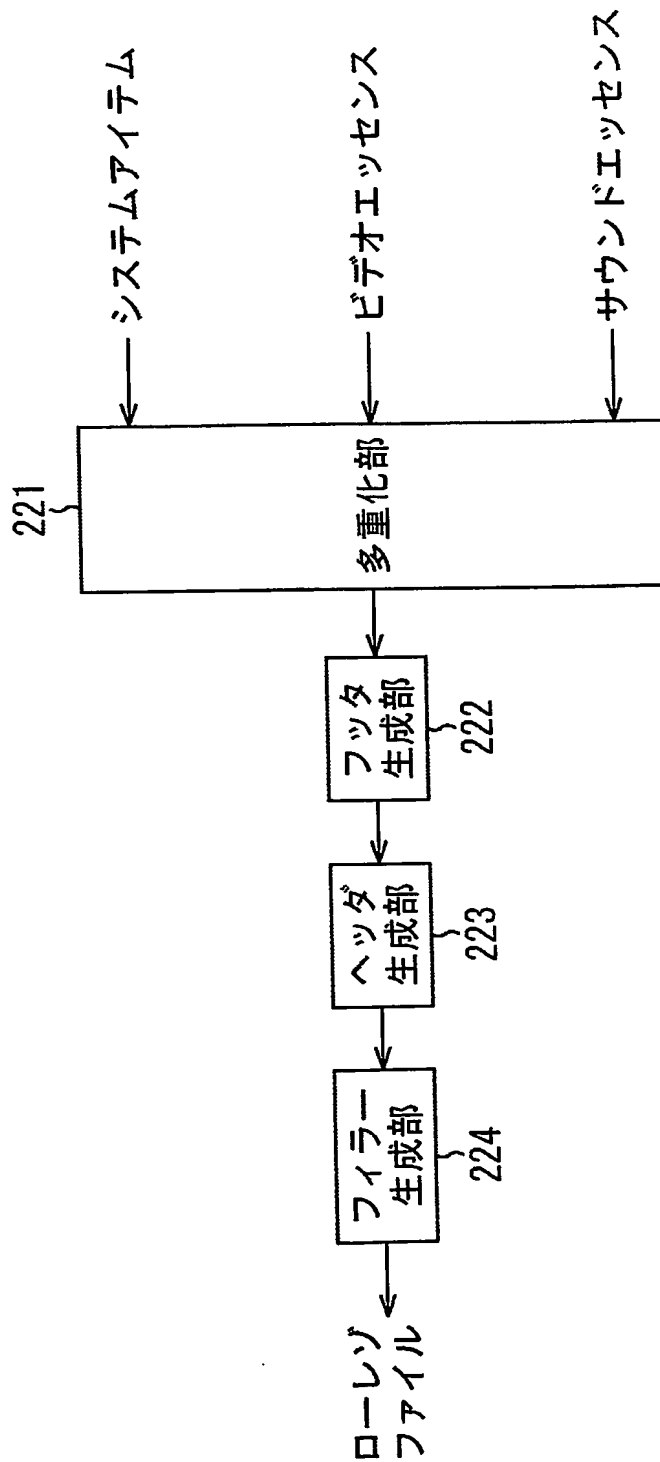 システムアイテム
ビデオエッセンス
サウンドエッセンス
221
多重化部
フッタ
生成部
222
ヘッダ
生成部
223
フィラー
生成部
224
ローレゾ
ファイル